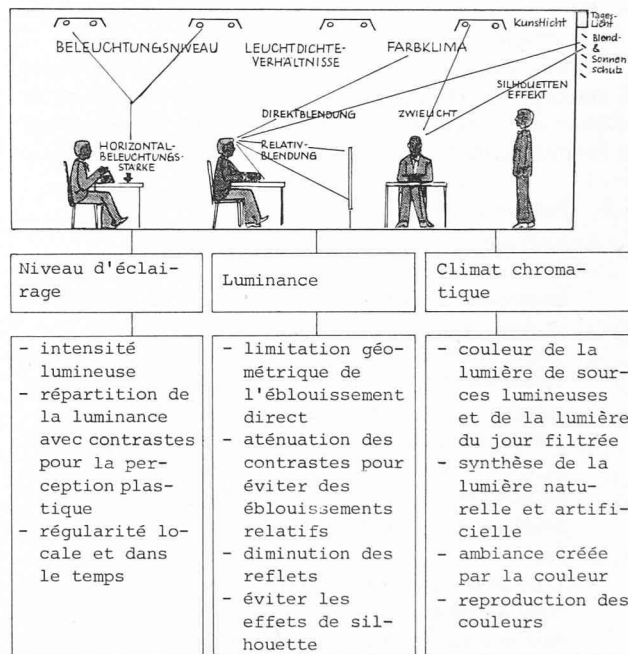 KUNSTLICHT
TAGES-
LICHT
BLEND-
&
SONNEN
SCHUTZ
BELEUCHTUNGSNIVEAU
LEUCHTDICHTE-
VERHÄLTNISSE
FARBKLIMA
SILHOUETTEN
EFFEKT
DIREKTBLENDUNG
ZWIELICHT
HORIZONTAL-
BELEUCHTUNGS-
STÄRKE
RELATIV-
BLENDUNG
Niveau d'éclai-
rage
Luminance
Climat chroma-
tique
- intensité
lumineuse
- répartition de
la luminance
avec contrastes
pour la per-
ception plas-
tique
- régularité lo-
cale et dans
le temps
- limitation géo-
métrique de
l'éblouissement
direct
- aténuation des
contrastes pour
éviter des
éblouissements
relatifs
- diminution des
reflets
- éviter les
effets de sil-
houette
- couleur de la
lumière de sour-
ces lumineuses
et de la lumière
du jour filtrée
- synthèse de la
lumière natu-
relle et artifi-
cielle
- ambiance créée
par la couleur
- reproduction des
couleurs